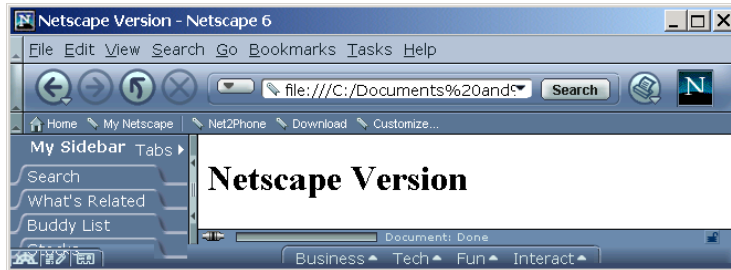 Netscape Version - Netscape 6
File Edit View Search Go Bookmarks Tasks Help
file:///C:/Documents%20and% Search N
Home My Netscape Net2Phone Download Customize...
My Sidebar Tabs
Search
What's Related
Buddy List
Stocks
Netscape Version
Document: Done
Business Tech Fun Interact